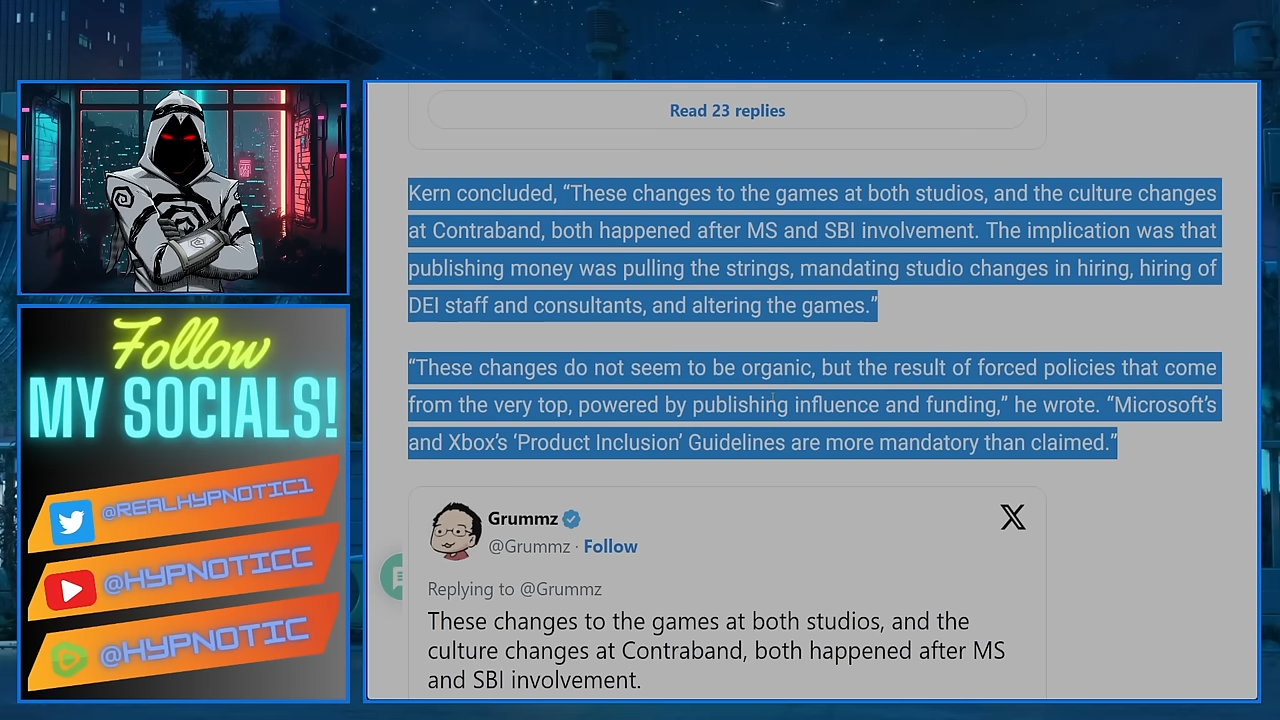 Follow
MY SOCIALS!
@REALHYPNOTIC1
@HYPNOTICC
@HYPNOTIC
Read 23 replies
Kern concluded, “These changes to the games at both studios, and the culture changes
at Contraband, both happened after MS and SBI involvement. The implication was that
publishing money was pulling the strings, mandating studio changes in hiring, hiring of
DEI staff and consultants, and altering the games.”
“These changes do not seem to be organic, but the result of forced policies that come
from the very top, powered by publishing influence and funding,” he wrote. “Microsoft’s
and Xbox’s ‘Product Inclusion’ Guidelines are more mandatory than claimed.”
Grummz
@Grummz · Follow
Replying to @Grummz
These changes to the games at both studios, and the
culture changes at Contraband, both happened after MS
and SBI involvement.